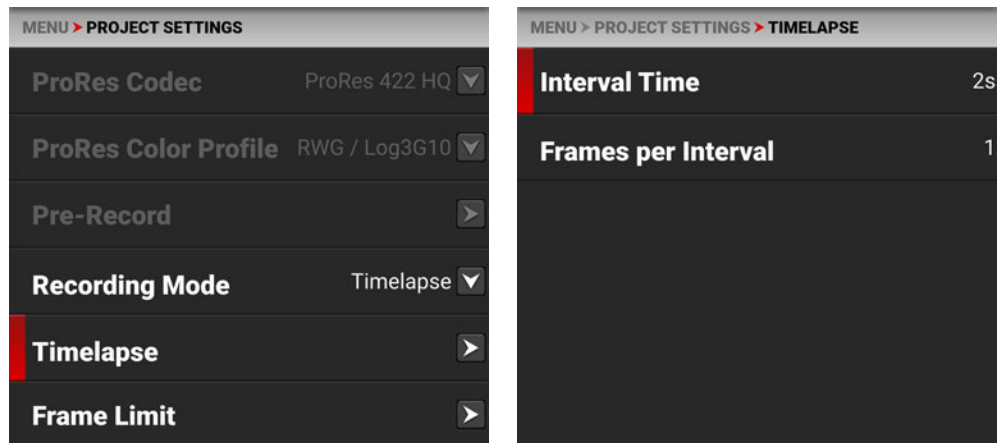 MENU > PROJECT SETTINGS
ProRes Codec ProRes 422 HQ
ProRes Color Profile RWG / Log3G10
Pre-Record
Recording Mode Timelapse
Timelapse
Frame Limit
MENU > PROJECT SETTINGS > TIMELAPSE
Interval Time 2s
Frames per Interval 1